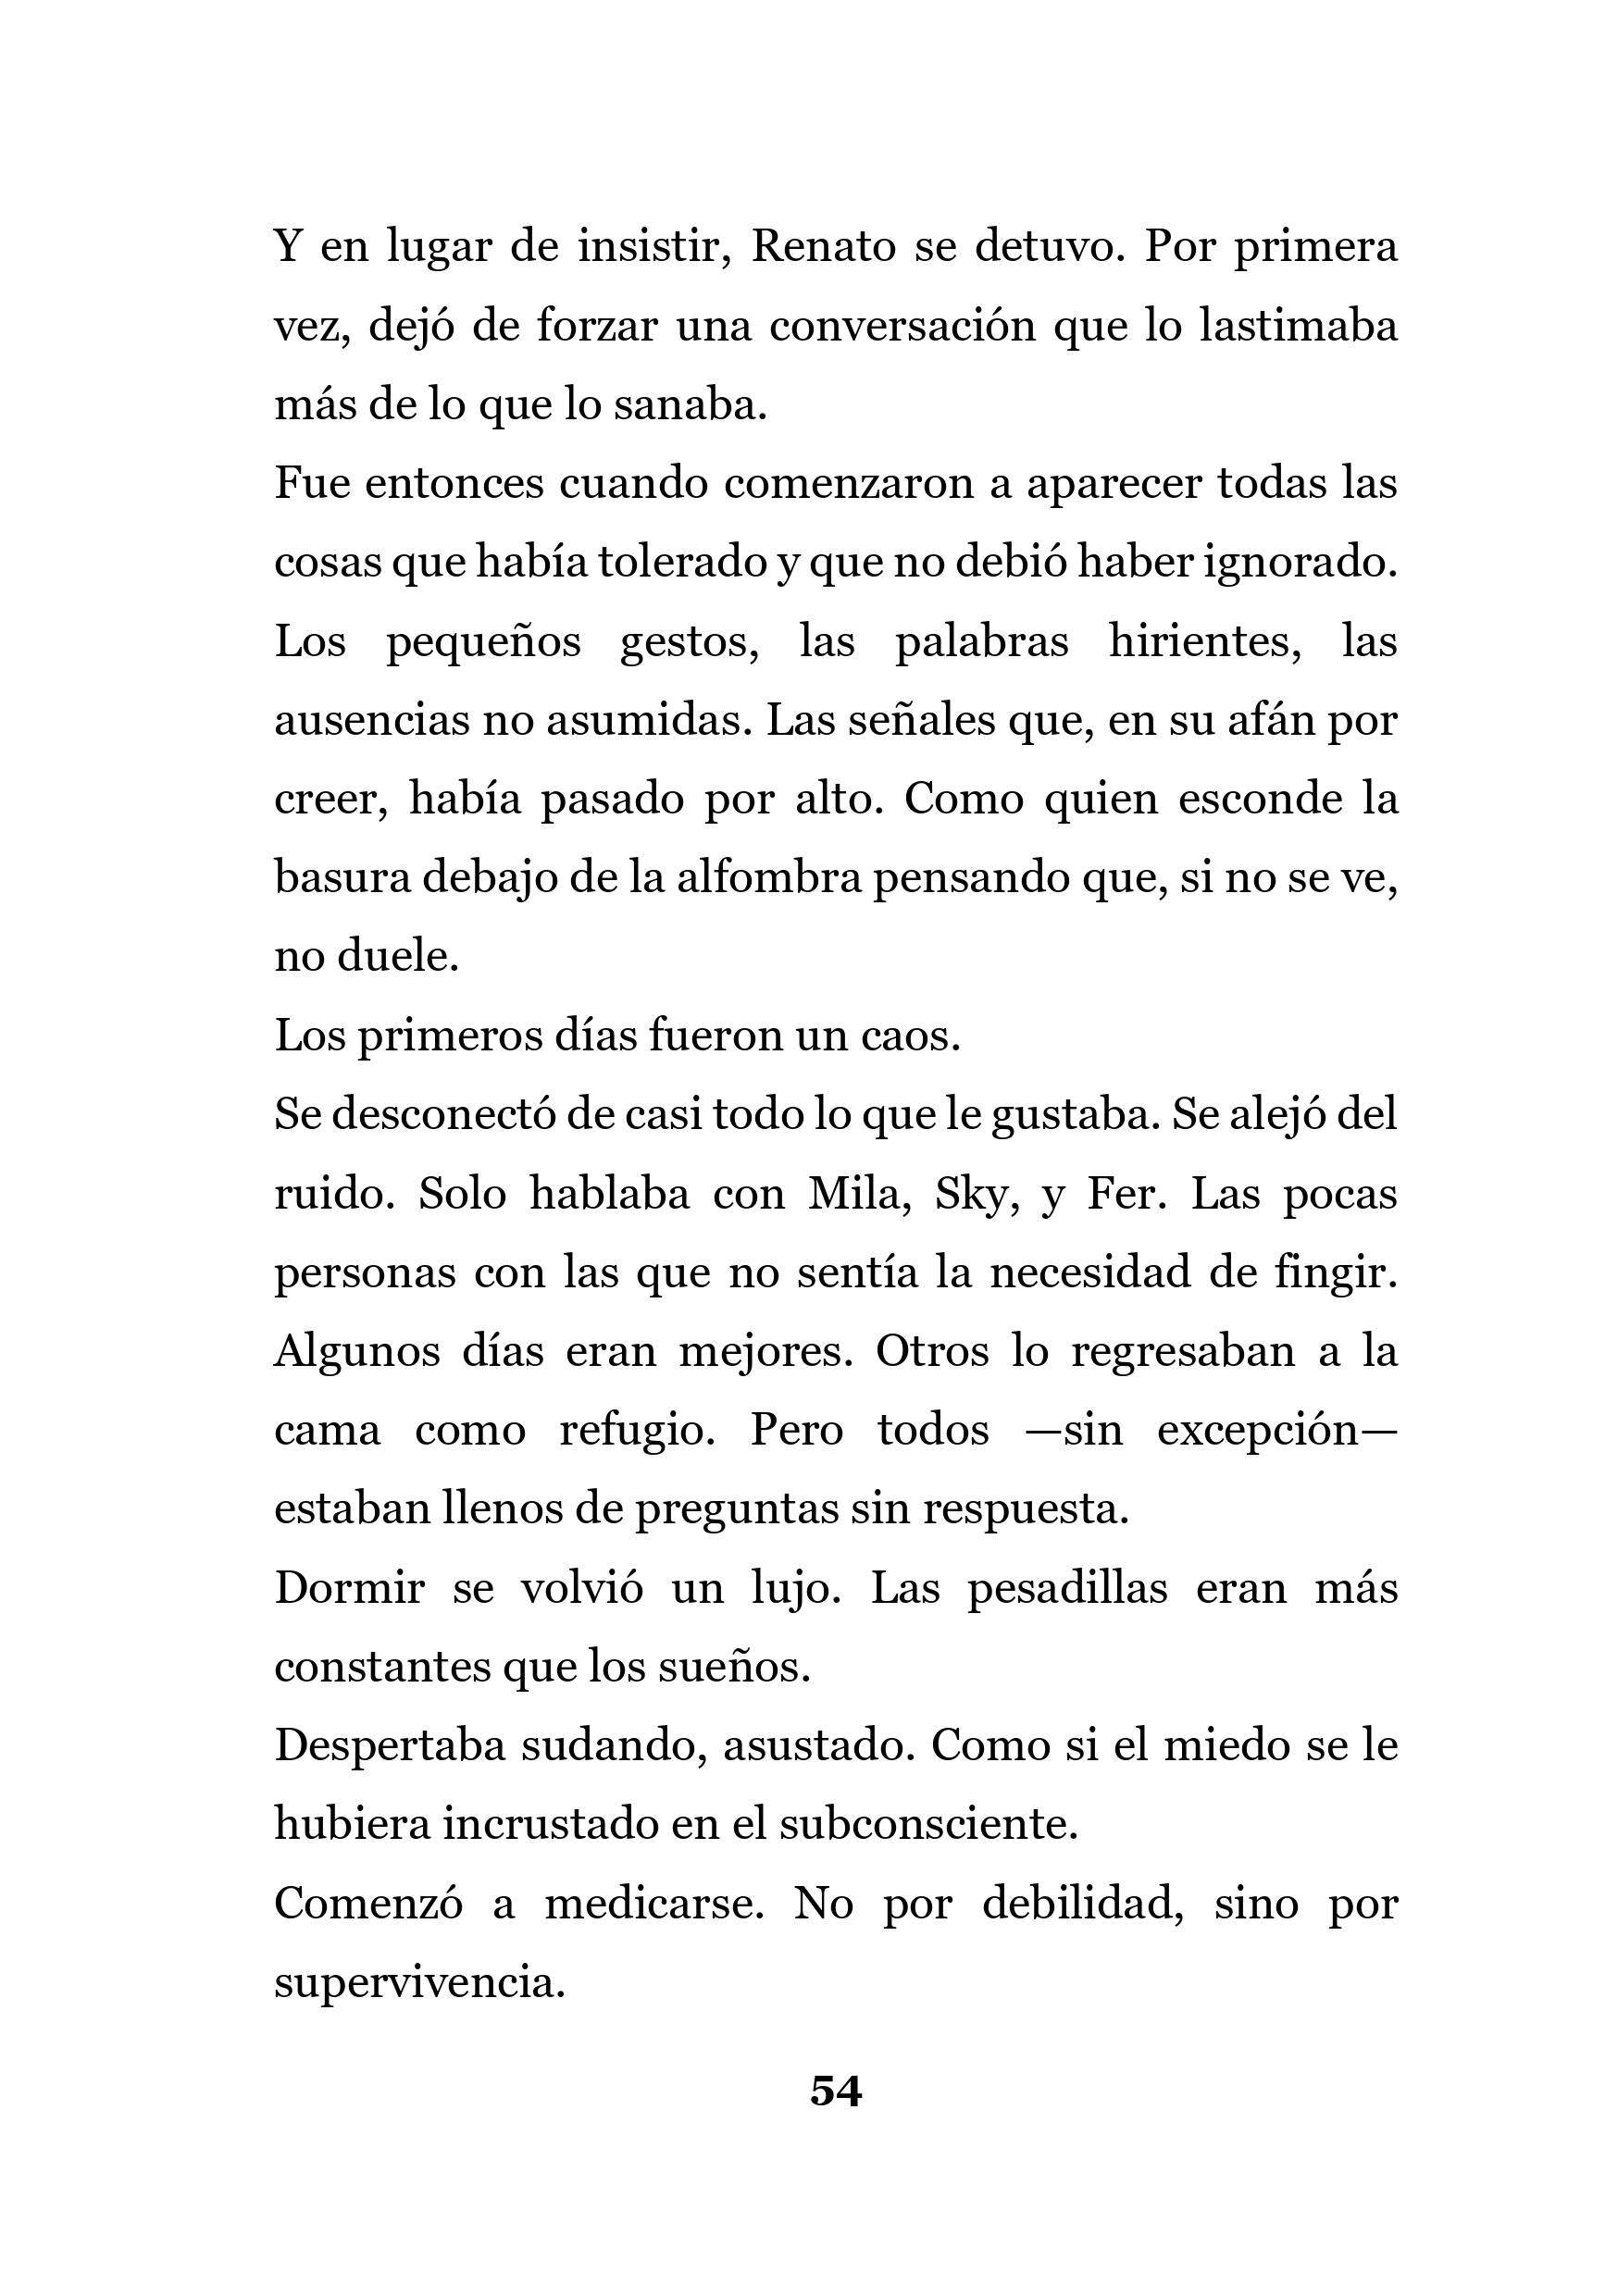 Y en lugar de insistir, Renato se detuvo. Por primera
vez, dejó de forzar una conversación que lo lastimaba
más de lo que lo sanaba.
Fue entonces cuando comenzaron a aparecer todas las
cosas que había tolerado y que no debió haber ignorado.
Los pequeños gestos, las palabras hirientes, las
ausencias no asumidas. Las señales que, en su afán por
creer, había pasado por alto. Como quien esconde la
basura debajo de la alfombra pensando que, si no se ve,
no duele.
Los primeros días fueron un caos.
Se desconectó de casi todo lo que le gustaba. Se alejó del
ruido. Solo hablaba con Mila, Sky, y Fer. Las pocas
personas con las que no sentía la necesidad de fingir.
Algunos días eran mejores. Otros lo regresaban a la
cama como refugio. Pero todos —sin excepción—
estaban llenos de preguntas sin respuesta.
Dormir se volvió un lujo. Las pesadillas eran más
constantes que los sueños.
Despertaba sudando, asustado. Como si el miedo se le
hubiera incrustado en el subconsciente.
Comenzó a medicarse. No por debilidad, sino por
supervivencia.
54